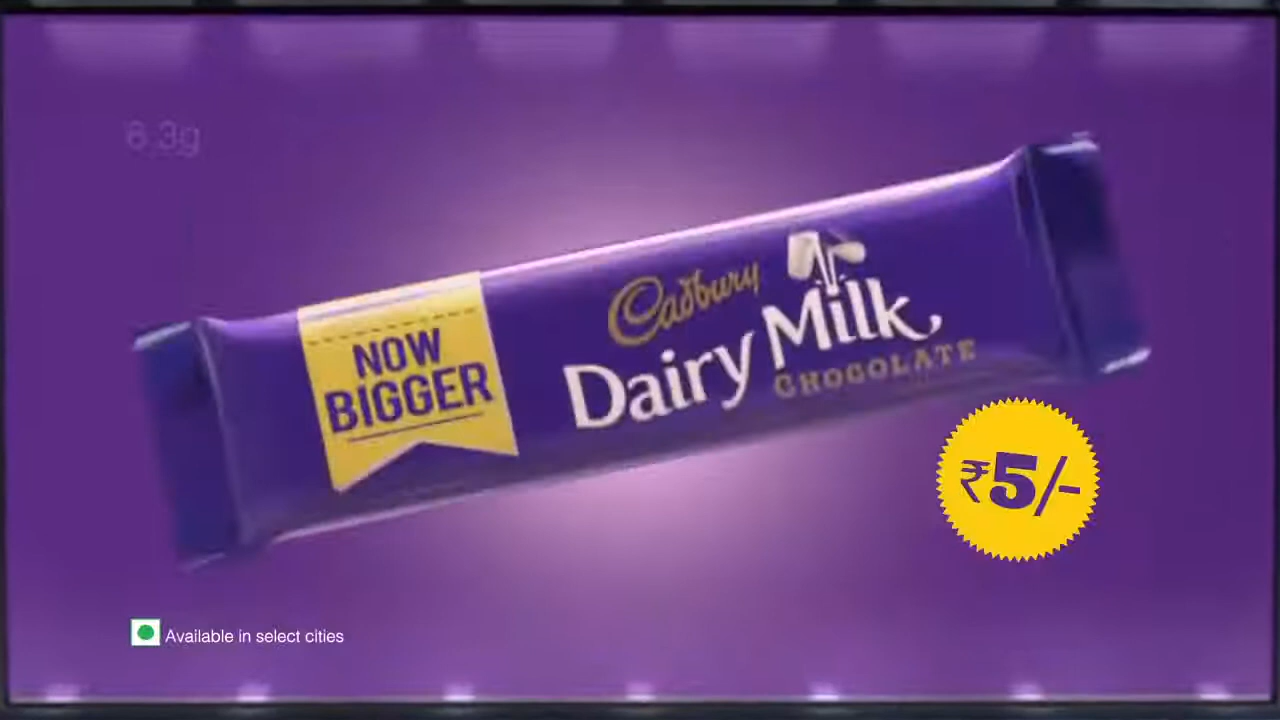 6.3g
NOW
BIGGER
Cadbury
Dairy Milk
CHOCOLATE
₹5/-
Available in select cities